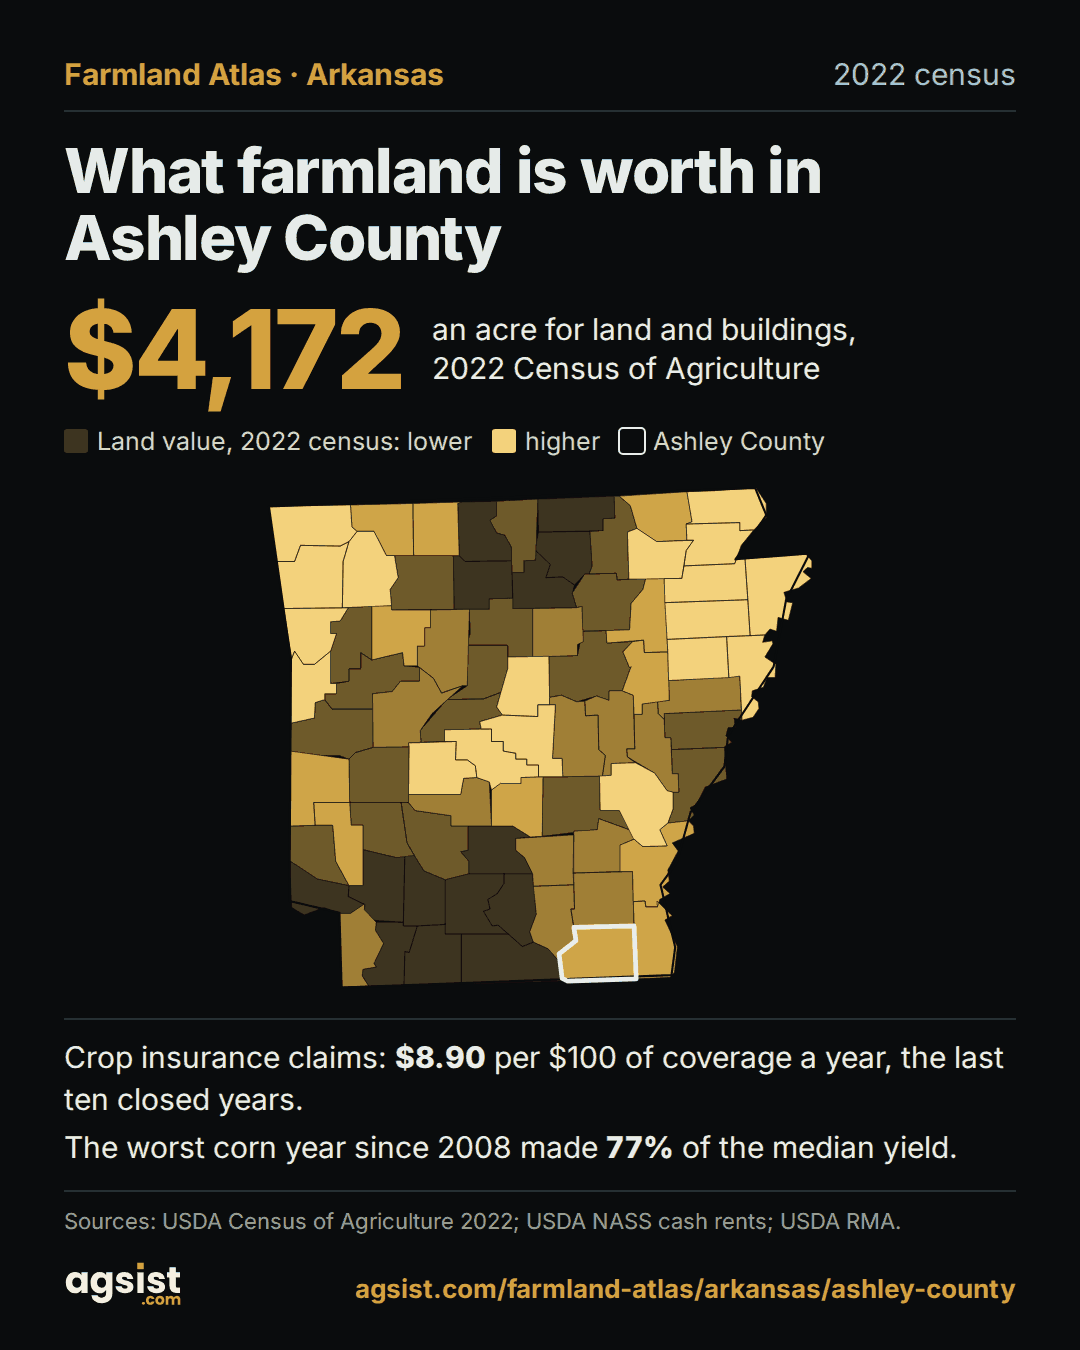 Farmland Atlas · Arkansas
2022 census
What farmland is worth in
Ashley County
$4,172
an acre for land and buildings,
2022 Census of Agriculture
Land value, 2022 census: lower
higher
Ashley County
Crop insurance claims: $8.90 per $100 of coverage a year, the last
ten closed years.
The worst corn year since 2008 made 77% of the median yield.
Sources: USDA Census of Agriculture 2022; USDA NASS cash rents; USDA RMA.
agsist
.com
agsist.com/farmland-atlas/arkansas/ashley-county